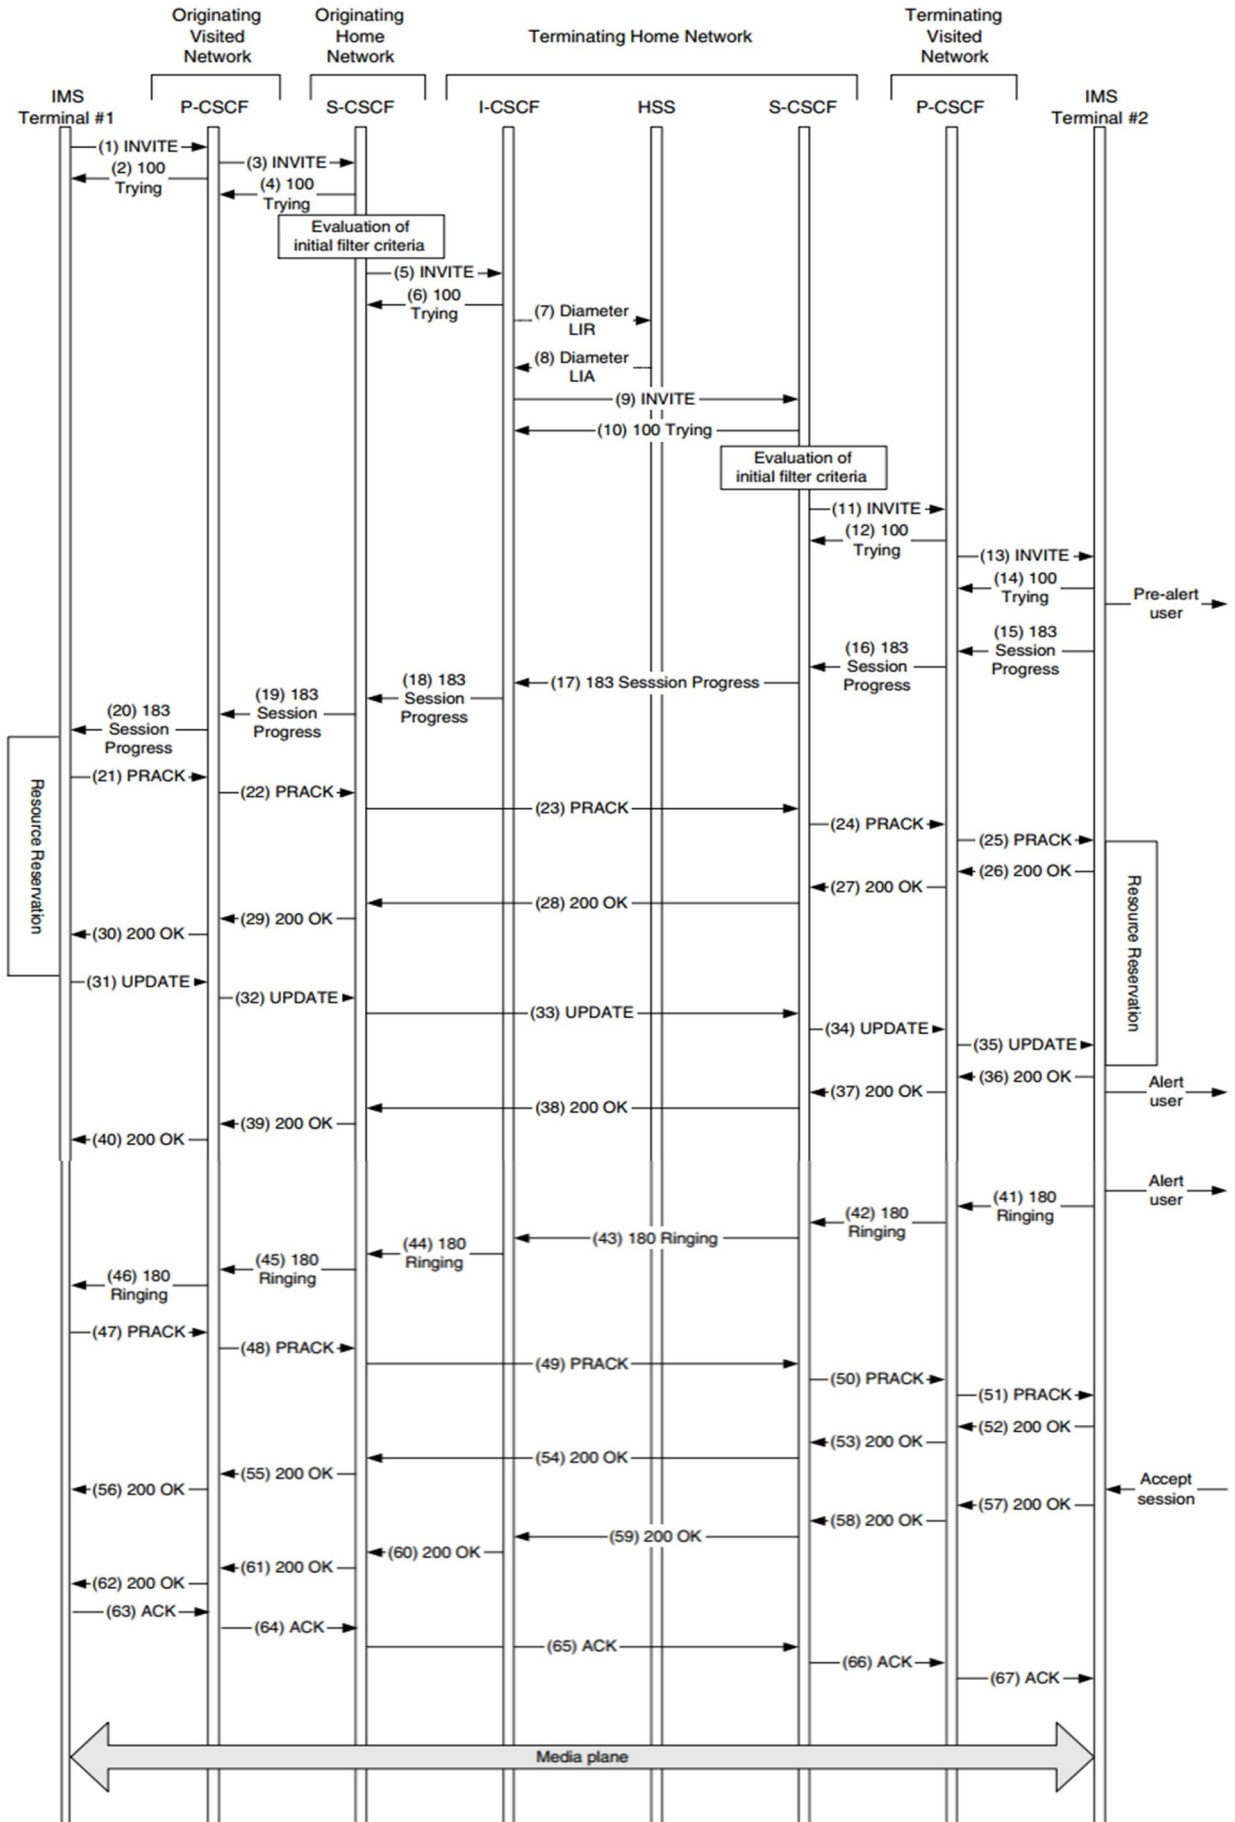 Originating
Visited
Network
Originating
Home
Network
Terminating Home Network
Terminating
Visited
Network
IMS
Terminal #1
P-CSCF
S-CSCF
I-CSCF
HSS
S-CSCF
P-CSCF
IMS
Terminal #2
(1) INVITE
(2) 100
Trying
(3) INVITE
(4) 100
Trying
Evaluation of
initial filter criteria
(5) INVITE
(6) 100
Trying
(7) Diameter
LIR
(8) Diameter
LIA
(9) INVITE
(10) 100 Trying
Evaluation of
initial filter criteria
(11) INVITE
(12) 100
Trying
(13) INVITE
(14) 100
Trying
Pre-alert
user
(15) 183
Session
Progress
(16) 183
Session
Progress
(17) 183 Sesssion Progress
(18) 183
Session
Progress
(19) 183
Session
Progress
(20) 183
Session
Progress
Resource Reservation
(21) PRACK
(22) PRACK
(23) PRACK
(24) PRACK
(25) PRACK
Resource Reservation
(26) 200 OK
(27) 200 OK
(28) 200 OK
(29) 200 OK
(30) 200 OK
(31) UPDATE
(32) UPDATE
(33) UPDATE
(34) UPDATE
(35) UPDATE
(36) 200 OK
Alert
user
(37) 200 OK
(38) 200 OK
(39) 200 OK
(40) 200 OK
Alert
user
(41) 180
Ringing
(42) 180
Ringing
(43) 180 Ringing
(44) 180
Ringing
(45) 180
Ringing
(46) 180
Ringing
(47) PRACK
(48) PRACK
(49) PRACK
(50) PRACK
(51) PRACK
(52) 200 OK
(53) 200 OK
(54) 200 OK
(55) 200 OK
(56) 200 OK
Accept
session
(57) 200 OK
(58) 200 OK
(59) 200 OK
(60) 200 OK
(61) 200 OK
(62) 200 OK
(63) ACK
(64) ACK
(65) ACK
(66) ACK
(67) ACK
Media plane